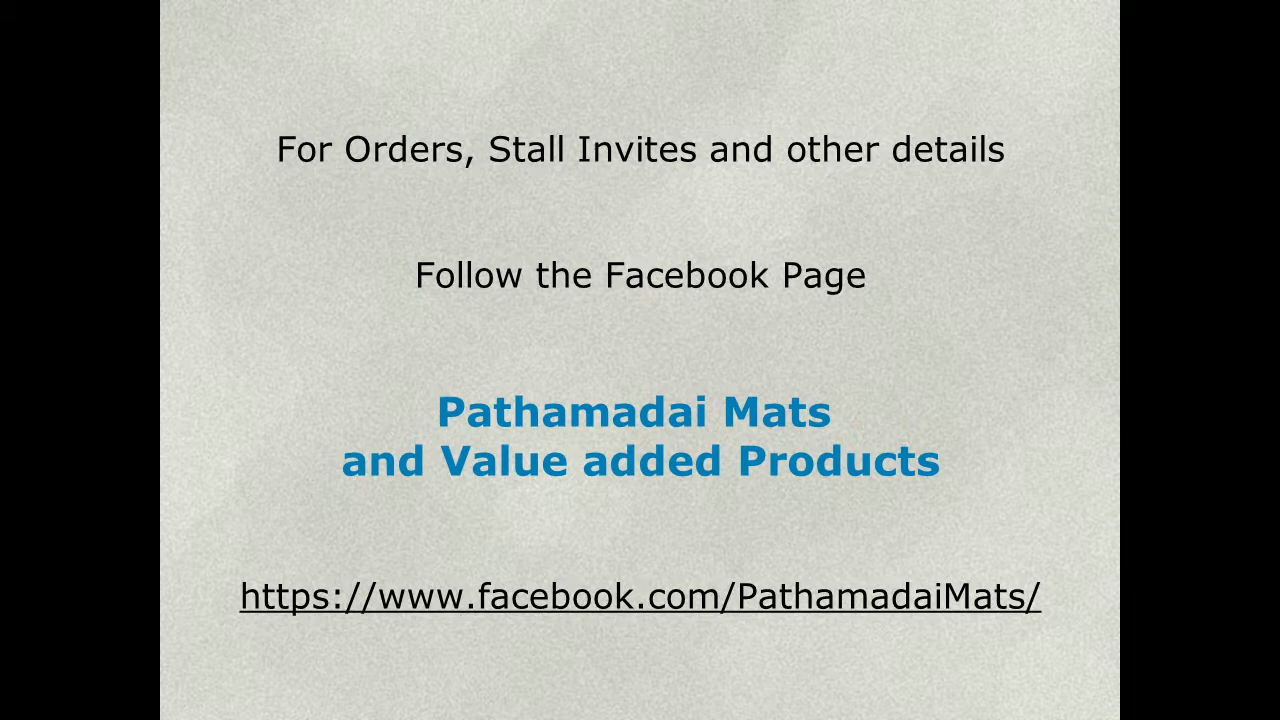 For Orders, Stall Invites and other details
Follow the Facebook Page
Pathamadai Mats
and Value added Products
https://www.facebook.com/PathamadaiMats/